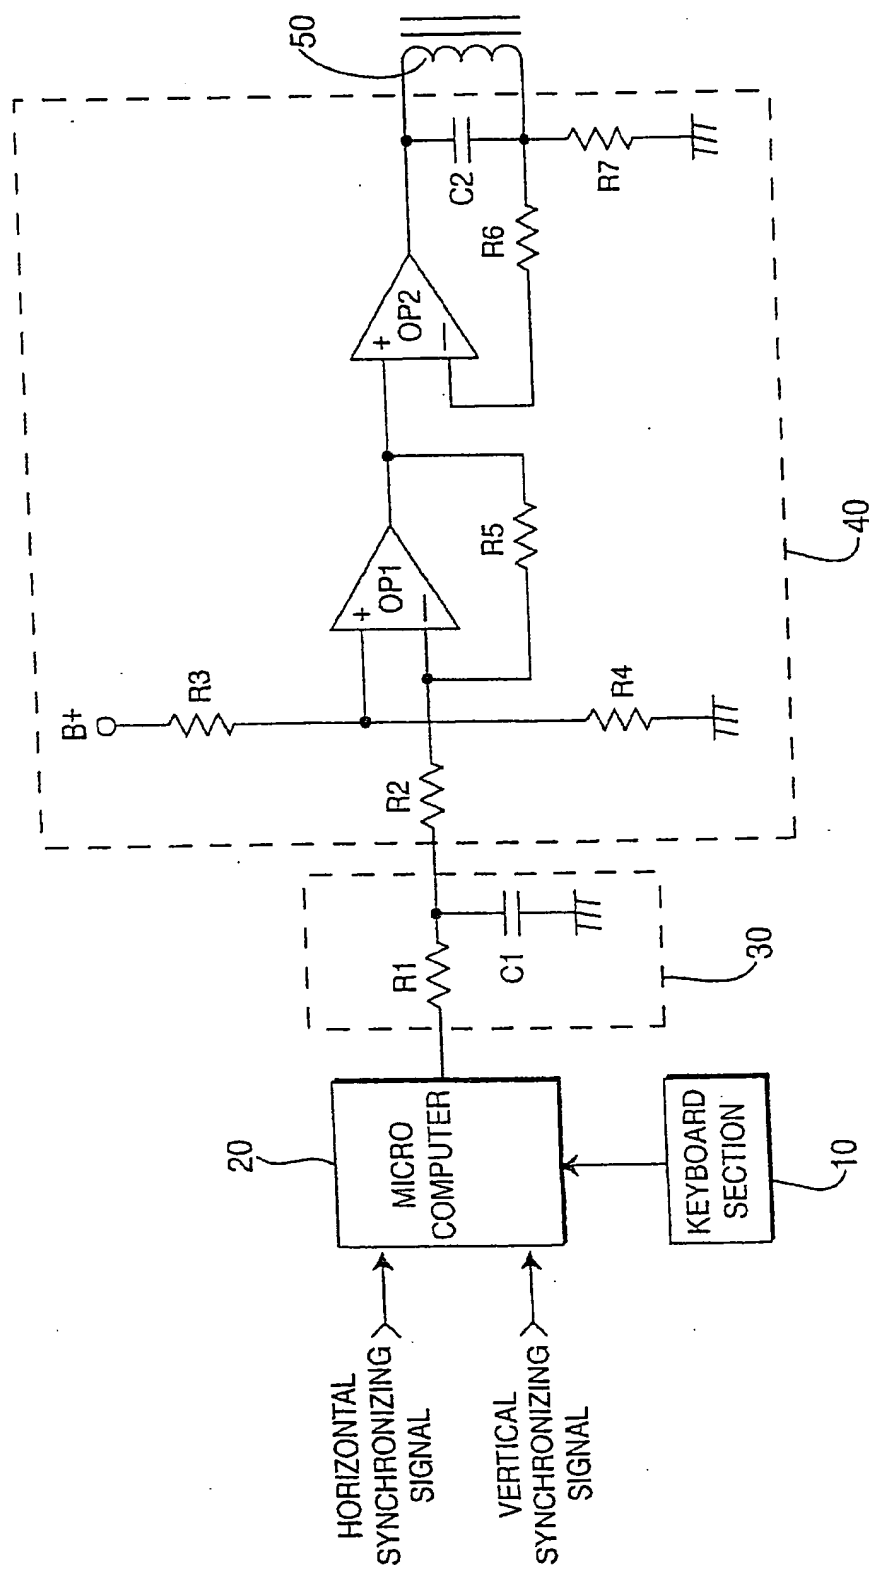 HORIZONTAL
SYNCHRONIZING
SIGNAL
VERTICAL
SYNCHRONIZING
SIGNAL
20
MICRO
COMPUTER
KEYBOARD
SECTION
10
R1
C1
30
B+
R3
R2
R4
+
OP1
−
R5
+
OP2
−
R6
C2
R7
50
40